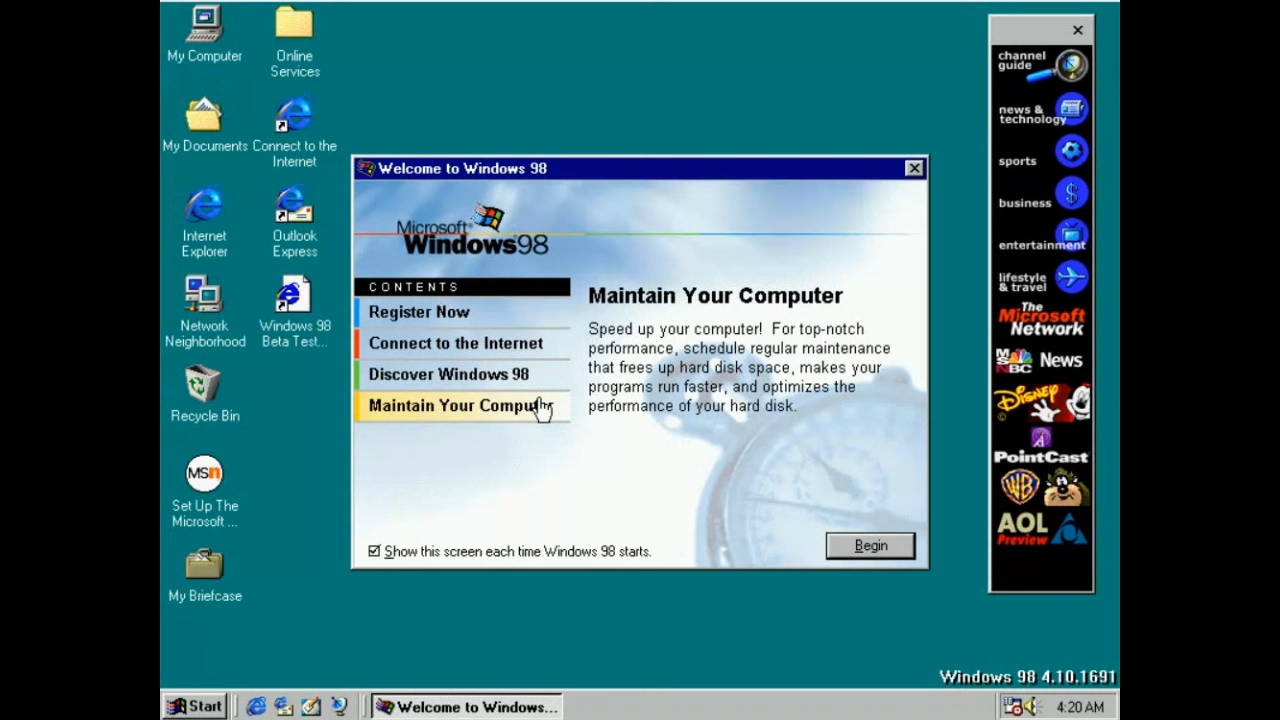 My Computer
Online
Services
My Documents
Connect to the
Internet
Internet
Explorer
Outlook
Express
Network
Neighborhood
Windows 98
Beta Test...
Recycle Bin
MSN
Set Up The
Microsoft ...
My Briefcase
Welcome to Windows 98
Microsoft
Windows98
CONTENTS
Register Now
Connect to the Internet
Discover Windows 98
Maintain Your Computer
Maintain Your Computer
Speed up your computer! For top-notch
performance, schedule regular maintenance
that frees up hard disk space, makes your
programs run faster, and optimizes the
performance of your hard disk.
Show this screen each time Windows 98 starts.
Begin
channel
guide
news &
technology
sports
business
entertainment
lifestyle
& travel
The
Microsoft
Network
MSNBC News
Disney
PointCast
WB
AOL
Preview
Windows 98 4.10.1691
Start
Welcome to Windows...
4:20 AM